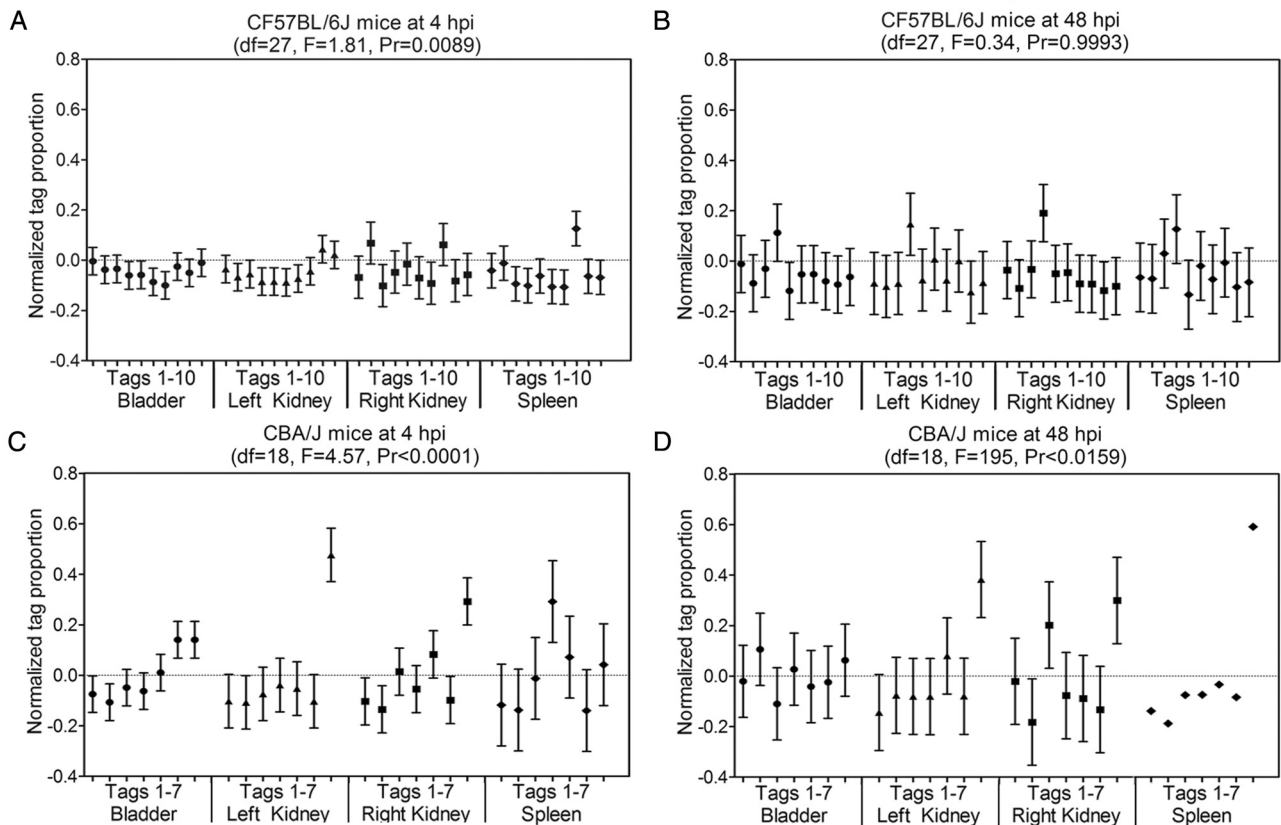 A
CF57BL/6J mice at 4 hpi
(df=27, F=1.81, Pr=0.0089)
Normalized tag proportion
0.8
0.6
0.4
0.2
0.0
-0.2
-0.4
Tags 1-10 Tags 1-10 Tags 1-10 Tags 1-10
Bladder Left Kidney Right Kidney Spleen
B
CF57BL/6J mice at 48 hpi
(df=27, F=0.34, Pr=0.9993)
Normalized tag proportion
0.8
0.6
0.4
0.2
0.0
-0.2
-0.4
Tags 1-10 Tags 1-10 Tags 1-10 Tags 1-10
Bladder Left Kidney Right Kidney Spleen
C
CBA/J mice at 4 hpi
(df=18, F=4.57, Pr<0.0001)
Normalized tag proportion
0.8
0.6
0.4
0.2
0.0
-0.2
-0.4
Tags 1-7 Tags 1-7 Tags 1-7 Tags 1-7
Bladder Left Kidney Right Kidney Spleen
D
CBA/J mice at 48 hpi
(df=18, F=195, Pr<0.0159)
Normalized tag proportion
0.8
0.6
0.4
0.2
0.0
-0.2
-0.4
Tags 1-7 Tags 1-7 Tags 1-7 Tags 1-7
Bladder Left Kidney Right Kidney Spleen